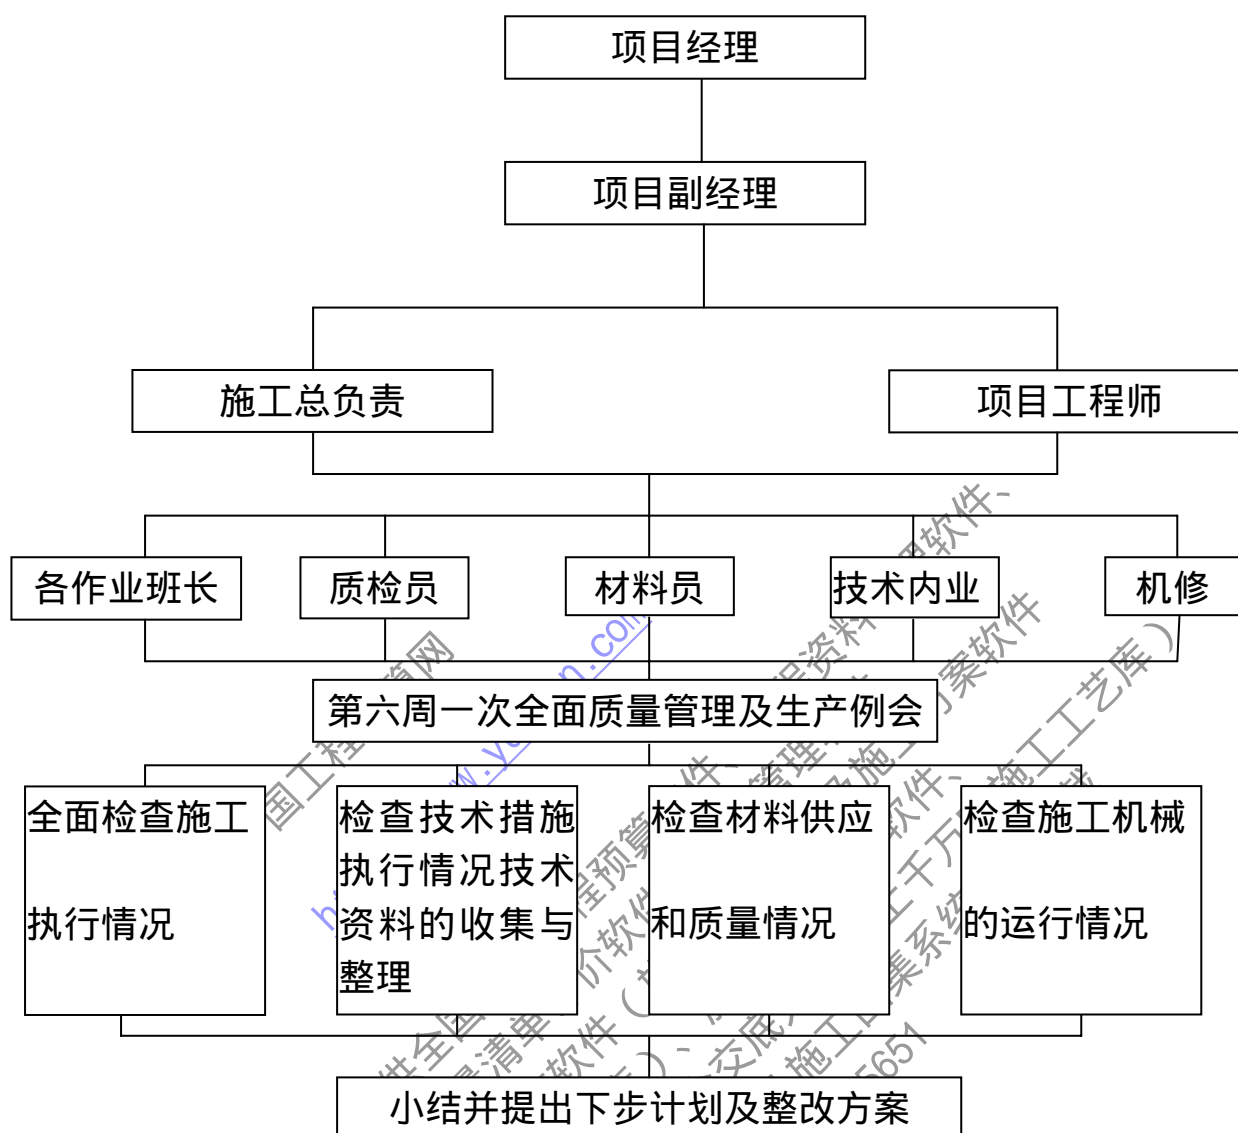 项目经理
项目副经理
施工总负责
项目工程师
各作业班长
质检员
材料员
技术内业
机修
第六周一次全面质量管理及生产例会
全面检查施工
执行情况
检查技术措施
执行情况技术
资料的收集与
整理
检查材料供应
和质量情况
检查施工机械
的运行情况
小结并提出下步计划及整改方案